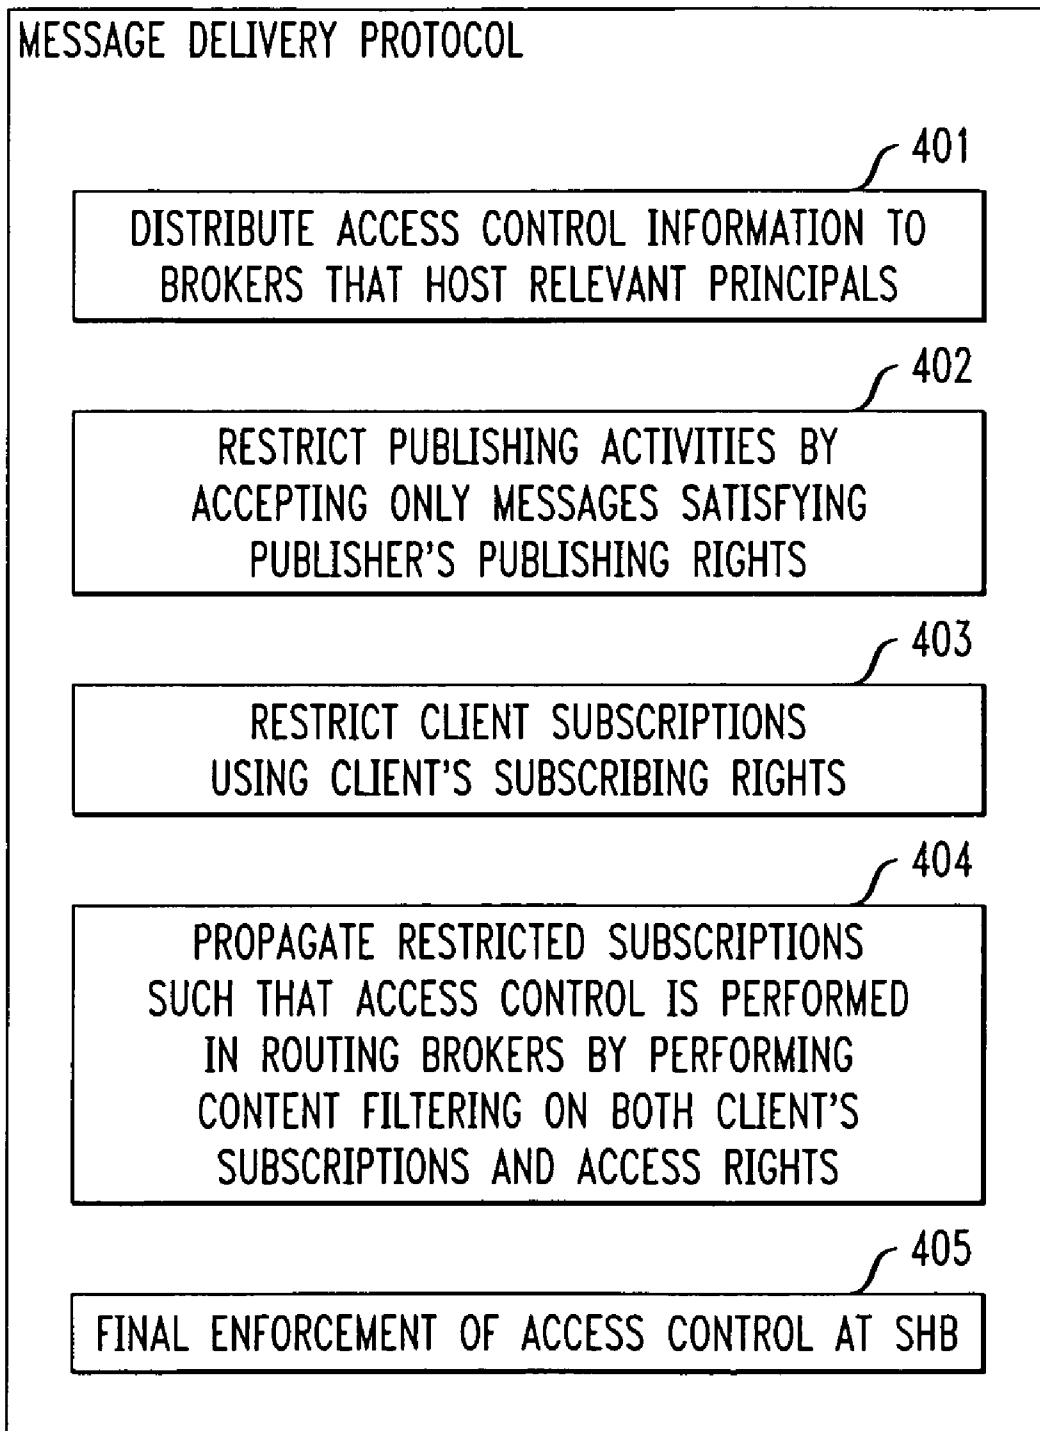 MESSAGE DELIVERY PROTOCOL
401
DISTRIBUTE ACCESS CONTROL INFORMATION TO
BROKERS THAT HOST RELEVANT PRINCIPALS
402
RESTRICT PUBLISHING ACTIVITIES BY
ACCEPTING ONLY MESSAGES SATISFYING
PUBLISHER'S PUBLISHING RIGHTS
403
RESTRICT CLIENT SUBSCRIPTIONS
USING CLIENT'S SUBSCRIBING RIGHTS
404
PROPAGATE RESTRICTED SUBSCRIPTIONS
SUCH THAT ACCESS CONTROL IS PERFORMED
IN ROUTING BROKERS BY PERFORMING
CONTENT FILTERING ON BOTH CLIENT'S
SUBSCRIPTIONS AND ACCESS RIGHTS
405
FINAL ENFORCEMENT OF ACCESS CONTROL AT SHB